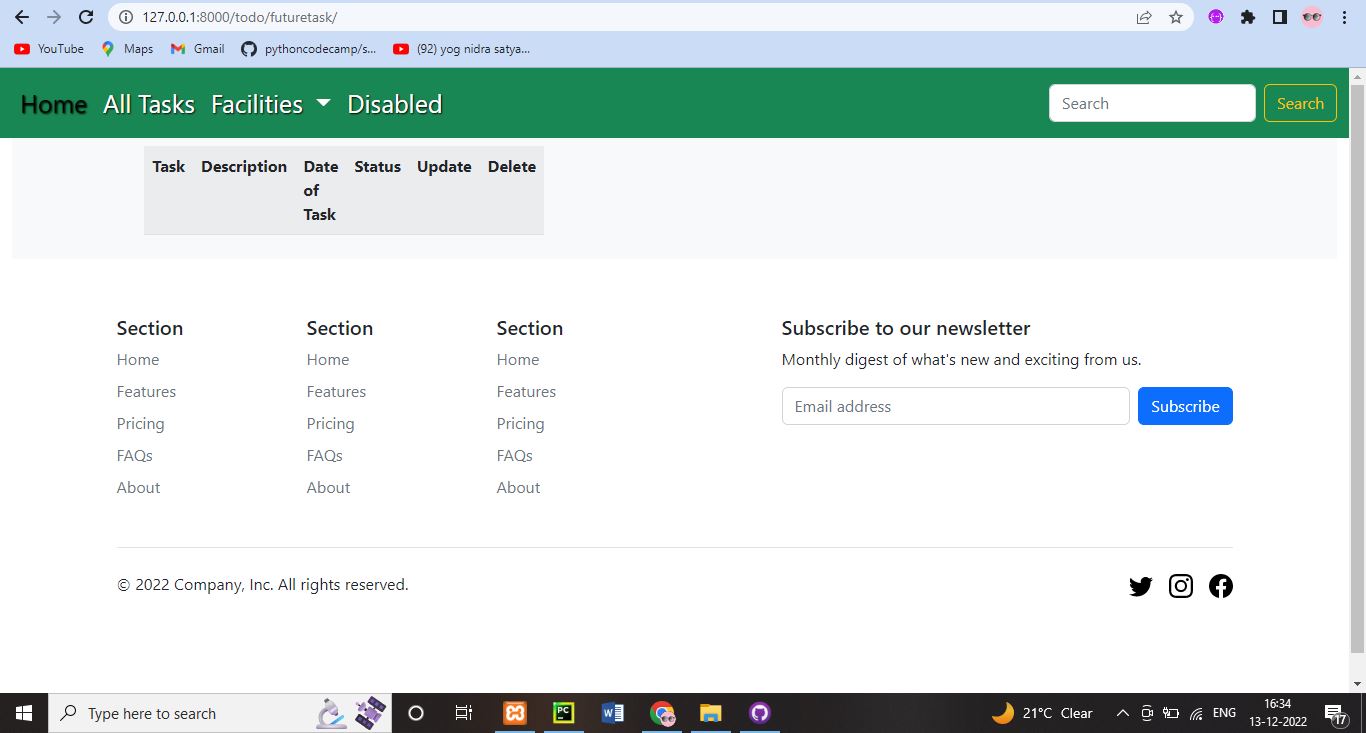 127.0.0.1:8000/todo/futuretask/
YouTube Maps Gmail pythoncodecamp/s... (92) yog nidra satya...
Home All Tasks Facilities Disabled Search Search
Task Description Date of Task Status Update Delete
Section
Home
Features
Pricing
FAQs
About
Section
Home
Features
Pricing
FAQs
About
Section
Home
Features
Pricing
FAQs
About
Subscribe to our newsletter
Monthly digest of what's new and exciting from us.
Email address Subscribe
© 2022 Company, Inc. All rights reserved.
Type here to search PC W 21°C Clear ENG 16:34
13-12-2022 17